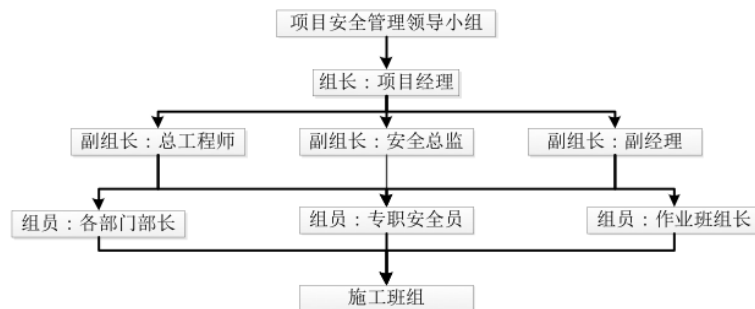 项目安全管理领导小组
组长：项目经理
副组长：总工程师
副组长：安全总监
副组长：副经理
组员：各部门部长
组员：专职安全员
组员：作业班组长
施工班组